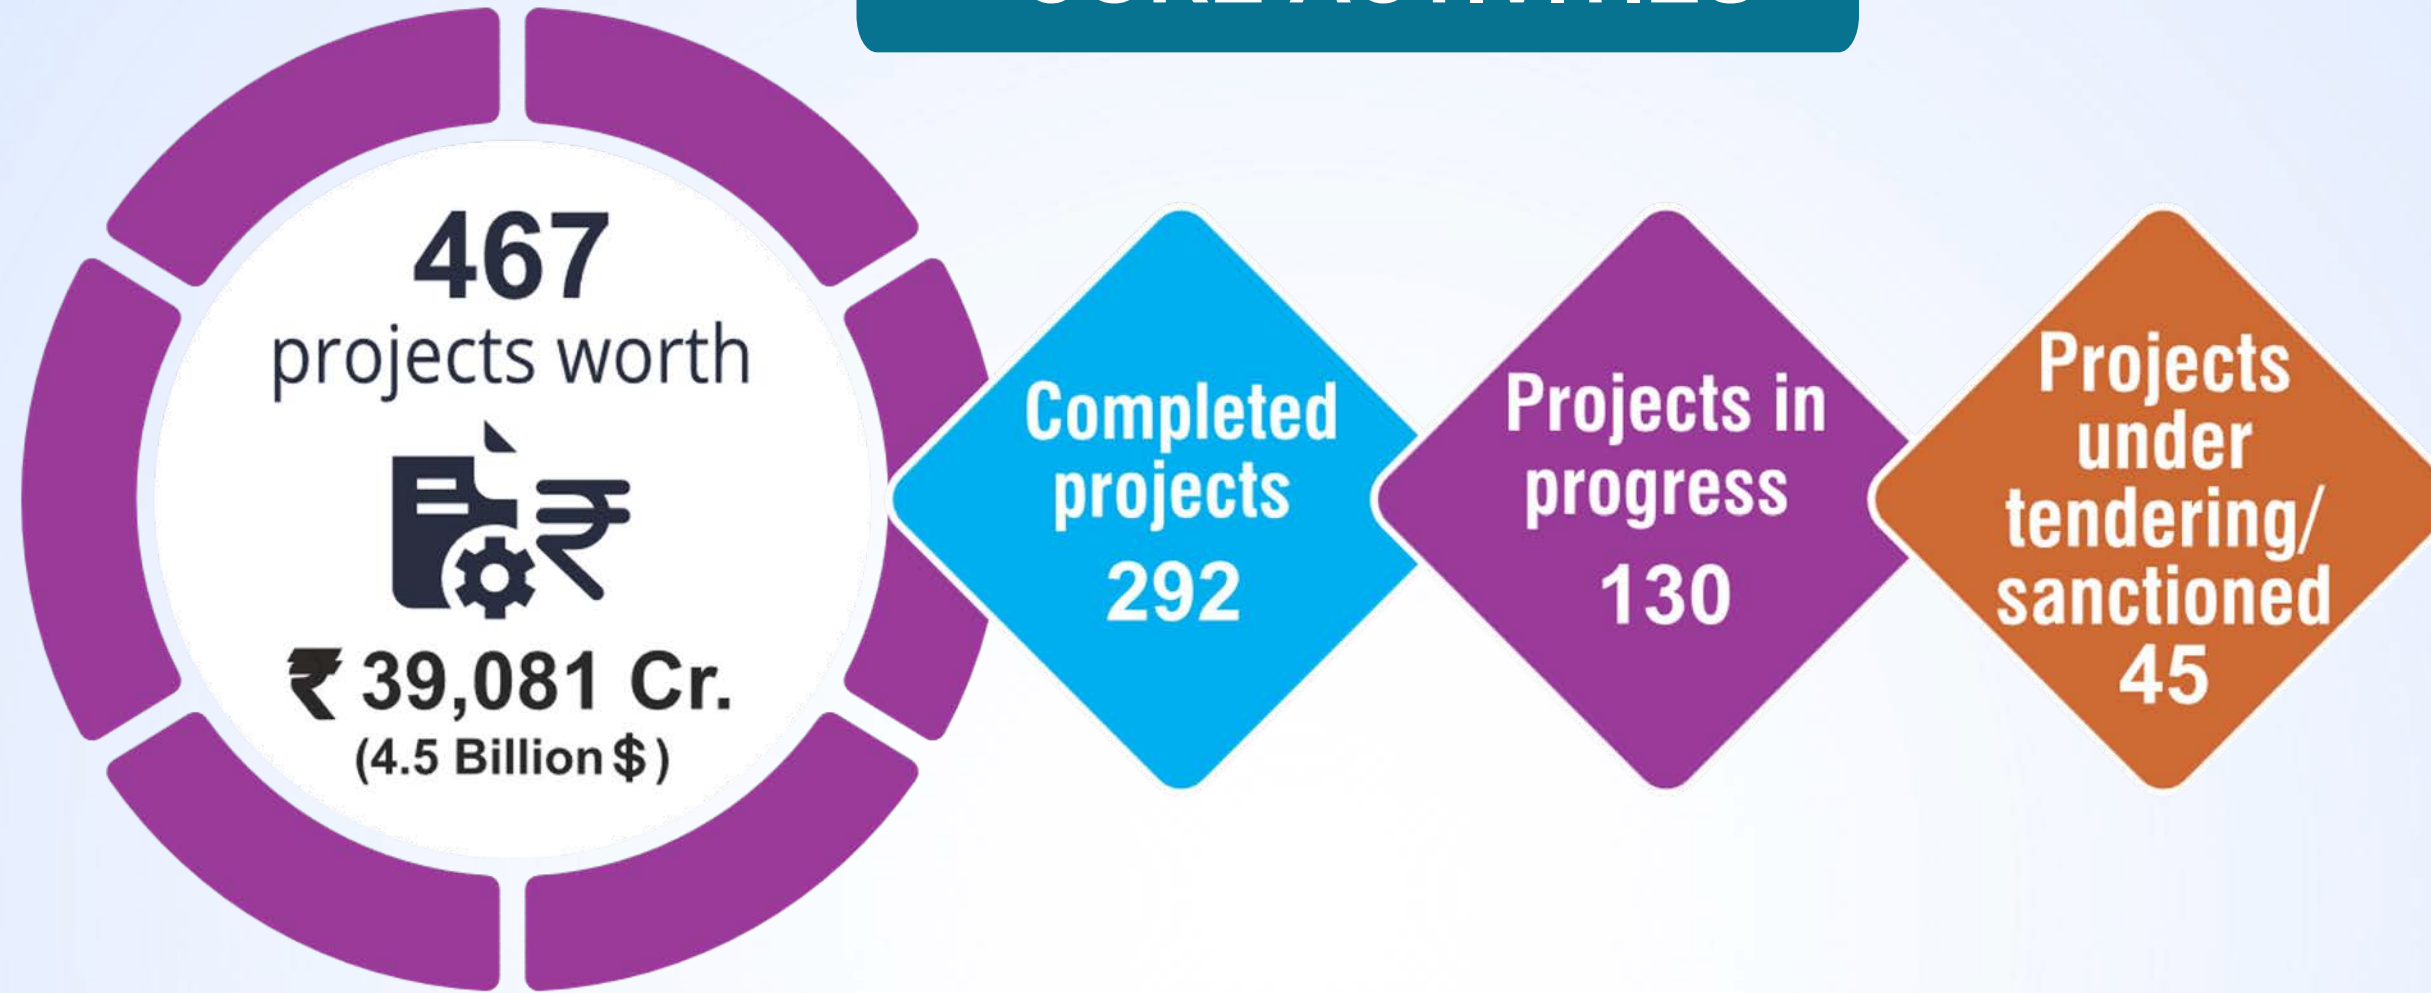 467
projects worth
₹ 39,081 Cr.
(4.5 Billion $)
Completed
projects
292
Projects in
progress
130
Projects
under
tendering/
sanctioned
45